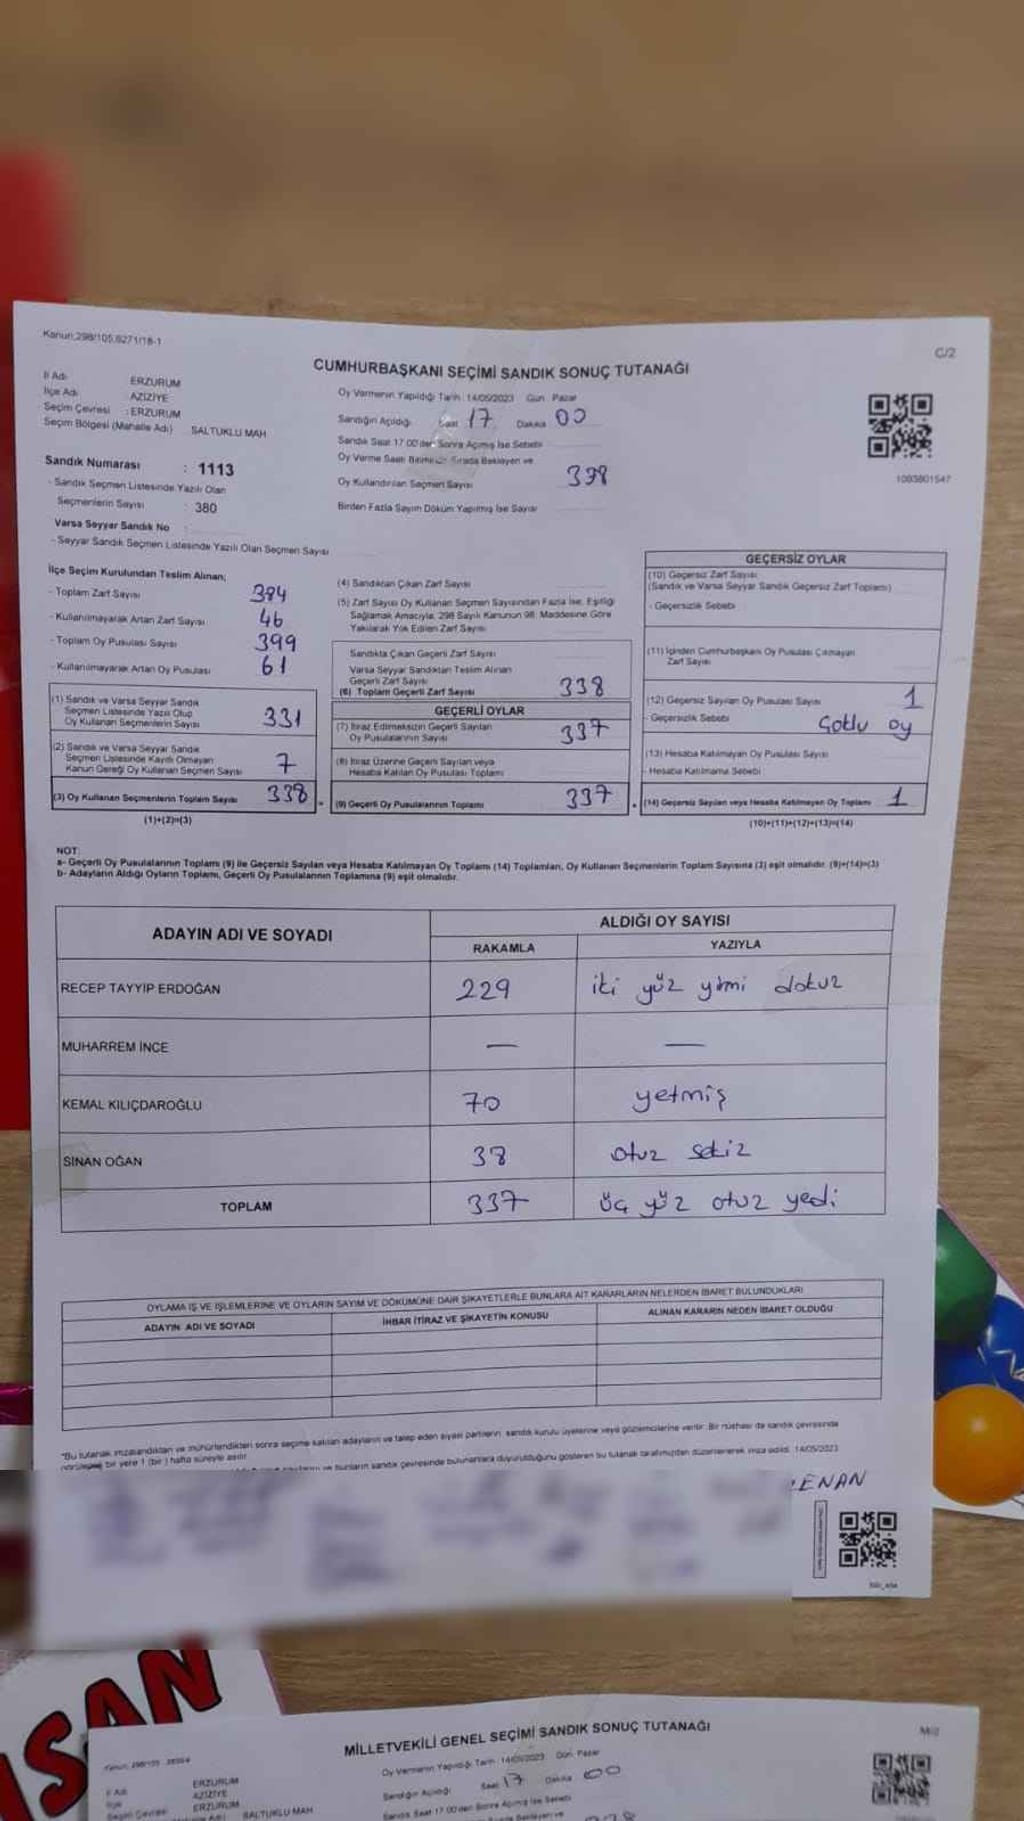 Kanun:298/105,6271/18-1
C/2
CUMHURBAŞKANI SEÇİMİ SANDIK SONUÇ TUTANAĞI
İl Adı ERZURUM
İlçe Adı AZİZİYE
Seçim Çevresi : ERZURUM
Seçim Bölgesi (Mahalle Adı) SALTUKLU MAH
Oy Vermenin Yapıldığı Tarih : 14/05/2023 Gün : Pazar
Sandığın Açıldığı Saat 17 Dakika 00
Sandık Saat 17:00'den Sonra Açılmış İse Sebebi
Oy Verme Saati Bitiminde Sırada Bekleyen ve
Oy Kullandırılan Seçmen Sayısı 338
Birden Fazla Sayım Döküm Yapılmış İse Sayısı
1093801547
Sandık Numarası : 1113
- Sandık Seçmen Listesinde Yazılı Olan
Seçmenlerin Sayısı : 380
Varsa Seyyar Sandık No :
- Seyyar Sandık Seçmen Listesinde Yazılı Olan Seçmen Sayısı
İlçe Seçim Kurulundan Teslim Alınan;
- Toplam Zarf Sayısı 384
- Kullanılmayarak Artan Zarf Sayısı 46
- Toplam Oy Pusulası Sayısı 399
- Kullanılmayarak Artan Oy Pusulası 61
(1) Sandık ve Varsa Seyyar Sandık
Seçmen Listesinde Yazılı Olup
Oy Kullanan Seçmenlerin Sayısı 331
(2) Sandık ve Varsa Seyyar Sandık
Seçmen Listesinde Kaydı Olmayan
Kanun Gereği Oy Kullanan Seçmen Sayısı 7
(3) Oy Kullanan Seçmenlerin Toplam Sayısı 338
(1)+(2)=(3)
(4) Sandıktan Çıkan Zarf Sayısı
(5) Zarf Sayısı Oy Kullanan Seçmen Sayısından Fazla İse, Eşitliği
Sağlamak Amacıyla, 298 Sayılı Kanunun 98. Maddesine Göre
Yakılarak Yok Edilen Zarf Sayısı
Sandıkta Çıkan Geçerli Zarf Sayısı
Varsa Seyyar Sandıktan Teslim Alınan
Geçerli Zarf Sayısı
(6) Toplam Geçerli Zarf Sayısı 338
GEÇERLİ OYLAR
(7) İtiraz Edilmeksizin Geçerli Sayılan
Oy Pusulalarının Sayısı 337
(8) İtiraz Üzerine Geçerli Sayılan veya
Hesaba Katılan Oy Pusulası Toplamı
(9) Geçerli Oy Pusulalarının Toplamı 337
GEÇERSİZ OYLAR
(10) Geçersiz Zarf Sayısı
(Sandık ve Varsa Seyyar Sandık Geçersiz Zarf Toplamı)
- Geçersizlik Sebebi
(11) İçinden Cumhurbaşkanı Oy Pusulası Çıkmayan
Zarf Sayısı
(12) Geçersiz Sayılan Oy Pusulası Sayısı 1
- Geçersizlik Sebebi Çoklu oy
(13) Hesaba Katılmayan Oy Pusulası Sayısı
- Hesaba Katılmama Sebebi
(14) Geçersiz Sayılan veya Hesaba Katılmayan Oy Toplamı 1
(10)+(11)+(12)+(13)=(14)
NOT:
a- Geçerli Oy Pusulalarının Toplamı (9) ile Geçersiz Sayılan veya Hesaba Katılmayan Oy Toplamı (14) Toplamları, Oy Kullanan Seçmenlerin Toplam Sayısına (3) eşit olmalıdır. (9)+(14)=(3)
b- Adayların Aldığı Oyların Toplamı, Geçerli Oy Pusulalarının Toplamına (9) eşit olmalıdır.
ADAYIN ADI VE SOYADI
ALDIĞI OY SAYISI
RAKAMLA YAZIYLA
RECEP TAYYİP ERDOĞAN 229 iki yüz yirmi dokuz
MUHARREM İNCE — —
KEMAL KILIÇDAROĞLU 70 yetmiş
SİNAN OĞAN 38 otuz sekiz
TOPLAM 337 üç yüz otuz yedi
OYLAMA İŞ VE İŞLEMLERİNE VE OYLARIN SAYIM VE DÖKÜMÜNE DAİR ŞİKAYETLERLE BUNLARA AİT KARARLARIN NELERDEN İBARET BULUNDUKLARI
ADAYIN ADI VE SOYADI İHBAR İTİRAZ VE ŞİKAYETİN KONUSU ALINAN KARARIN NEDEN İBARET OLDUĞU
*Bu tutanak imzalandıktan ve mühürlendikten sonra seçime katılan adayların ve talep eden siyasi partilerin sandık kurulu üyelerine veya gözlemcilerine verilir. Bir nüshası da sandık çevresinde
görülecek bir yere 1 (bir) hafta süreyle asılır.
ve bunların sandık çevresinde bulunanlara duyurulduğunu gösteren bu tutanak tarafımızdan düzenlenerek imza edildi. 14/05/2023
ENAN
SAN
MİLLETVEKİLİ GENEL SEÇİMİ SANDIK SONUÇ TUTANAĞI
İl Adı ERZURUM
İlçe AZİZİYE
Seçim Çevresi ERZURUM
SALTUKLU MAH
Oy Vermenin Yapıldığı Tarih : 14/05/2023 Gün : Pazar
Sandığın Açıldığı Saat 17 Dakika 00
Sandık Saat 17:00'den Sonra Açılmış İse Sebebi